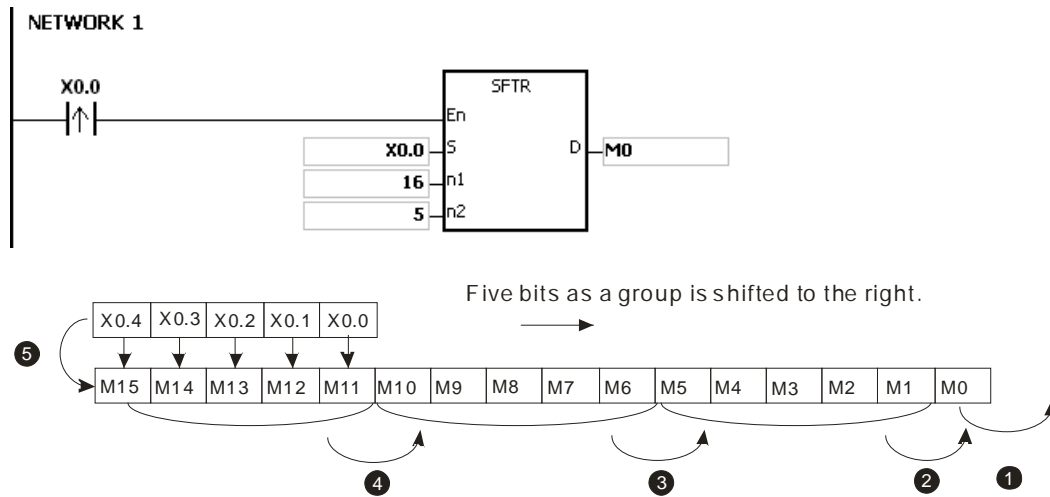 NETWORK 1
X0.0
SFTR
En
X0.0 S D M0
16 n1
5 n2
Five bits as a group is shifted to the right.
X0.4 X0.3 X0.2 X0.1 X0.0
5
M15 M14 M13 M12 M11 M10 M9 M8 M7 M6 M5 M4 M3 M2 M1 M0
4 3 2 1